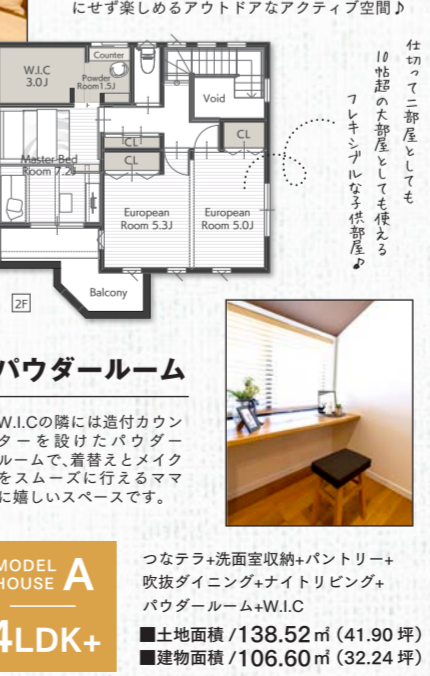 にせず楽しめるアウトドアなアクティブ空間♪
仕切って二部屋としても
10帖超の大部屋としても使える
フレキシブルな子供部屋♪
W.I.C
3.0J
Counter
Powder
Room1.5J
Void
CL
CL
CL
Master Bed
Room 7.2J
European
Room 5.3J
European
Room 5.0J
Balcony
2F
パウダールーム
W.I.Cの隣には造付カウン
ターを設けたパウダー
ルームで、着替えとメイク
をスムーズに行えるママ
に嬉しいスペースです。
MODEL
HOUSE A
4LDK+
つなテラ+洗面室収納+パントリー+
吹抜ダイニング+ナイトリビング+
パウダールーム+W.I.C
■土地面積 /138.52㎡ (41.90 坪)
■建物面積 /106.60㎡ (32.24 坪)